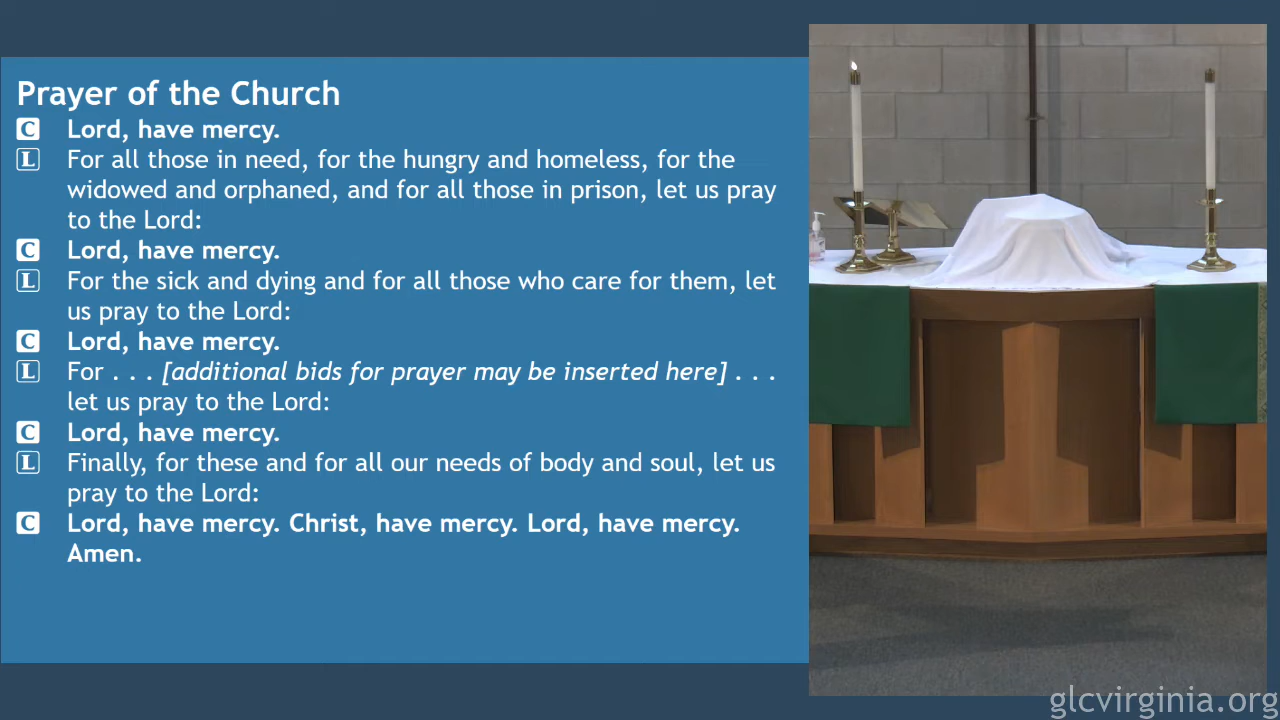 Prayer of the Church
C Lord, have mercy.
L For all those in need, for the hungry and homeless, for the
widowed and orphaned, and for all those in prison, let us pray
to the Lord:
C Lord, have mercy.
L For the sick and dying and for all those who care for them, let
us pray to the Lord:
C Lord, have mercy.
L For . . . [additional bids for prayer may be inserted here] . . .
let us pray to the Lord:
C Lord, have mercy.
L Finally, for these and for all our needs of body and soul, let us
pray to the Lord:
C Lord, have mercy. Christ, have mercy. Lord, have mercy.
Amen.
glcvirginia.org